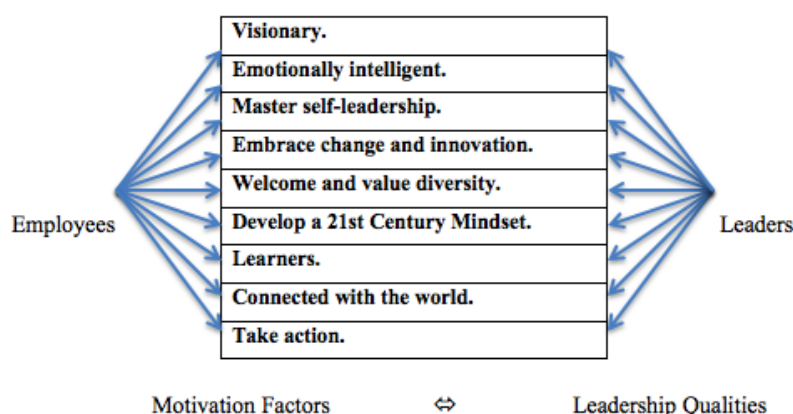 Visionary.
Emotionally intelligent.
Master self-leadership.
Embrace change and innovation.
Welcome and value diversity.
Employees
Develop a 21st Century Mindset.
Leaders
Learners.
Connected with the world.
Take action.
Motivation Factors ⇔ Leadership Qualities